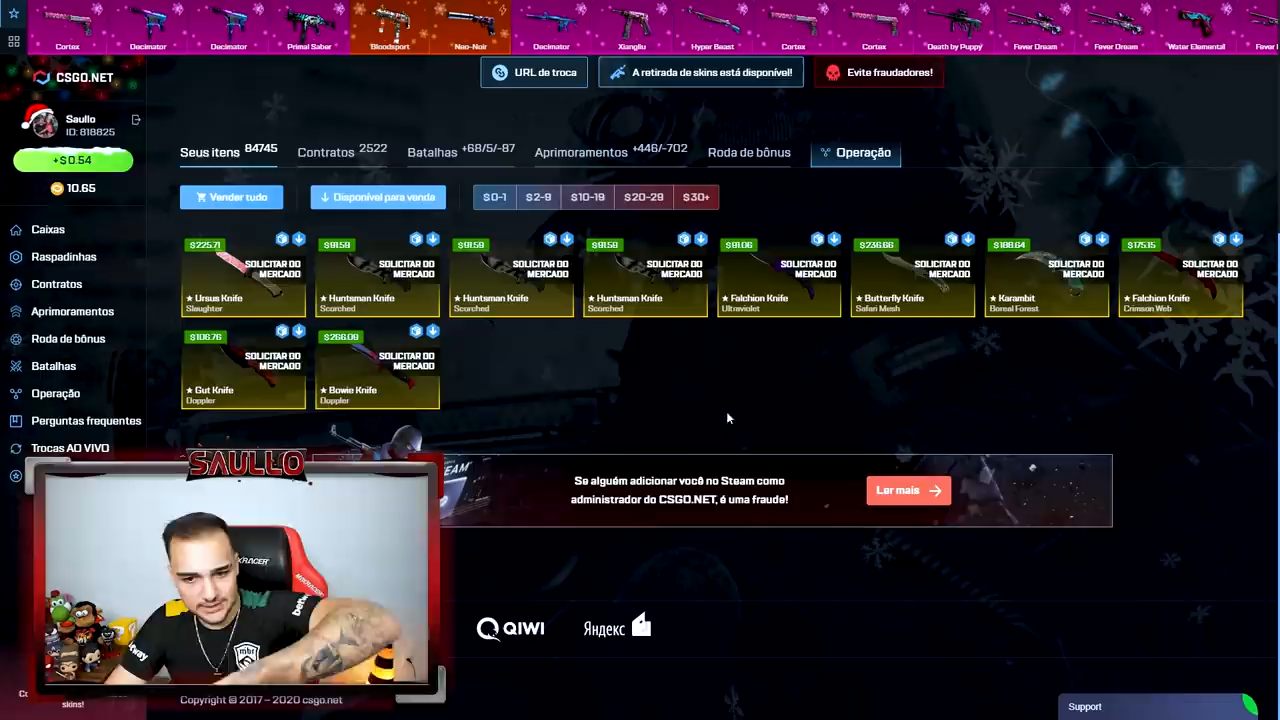 Cortex
Decimator
Decimator
Primal Saber
Bloodsport
Neo-Noir
Decimator
Xiangliu
Hyper Beast
Cortex
Cortex
Death by Puppy
Fever Dream
Fever Dream
Water Elemental
CSGO.NET
URL de troca
A retirada de skins está disponível!
Evite fraudadores!
Saullo
ID: 818825
+$0.54
10.65
Seus itens 84745
Contratos 2522
Batalhas +68/5/-87
Aprimoramentos +446/-702
Roda de bônus
Operação
Vender tudo
Disponível para venda
$0-1
$2-9
$10-19
$20-29
$30+
Caixas
Raspadinhas
Contratos
Aprimoramentos
Roda de bônus
Batalhas
Operação
Perguntas frequentes
Trocas AO VIVO
$225.71
SOLICITAR DO
MERCADO
★ Ursus Knife
Slaughter
$91.59
SOLICITAR DO
MERCADO
★ Huntsman Knife
Scorched
$91.59
SOLICITAR DO
MERCADO
★ Huntsman Knife
Scorched
$91.59
SOLICITAR DO
MERCADO
★ Huntsman Knife
Scorched
$91.06
SOLICITAR DO
MERCADO
★ Falchion Knife
Ultraviolet
$236.66
SOLICITAR DO
MERCADO
★ Butterfly Knife
Safari Mesh
$188.64
SOLICITAR DO
MERCADO
★ Karambit
Boreal Forest
$175.15
SOLICITAR DO
MERCADO
★ Falchion Knife
Crimson Web
$106.76
SOLICITAR DO
MERCADO
★ Gut Knife
Doppler
$266.09
SOLICITAR DO
MERCADO
★ Bowie Knife
Doppler
Se alguém adicionar você no Steam como
administrador do CSGO.NET, é uma fraude!
Ler mais
SAULLO
QIWI
Яндекс
skins!
Copyright © 2017 – 2020 csgo.net
Support